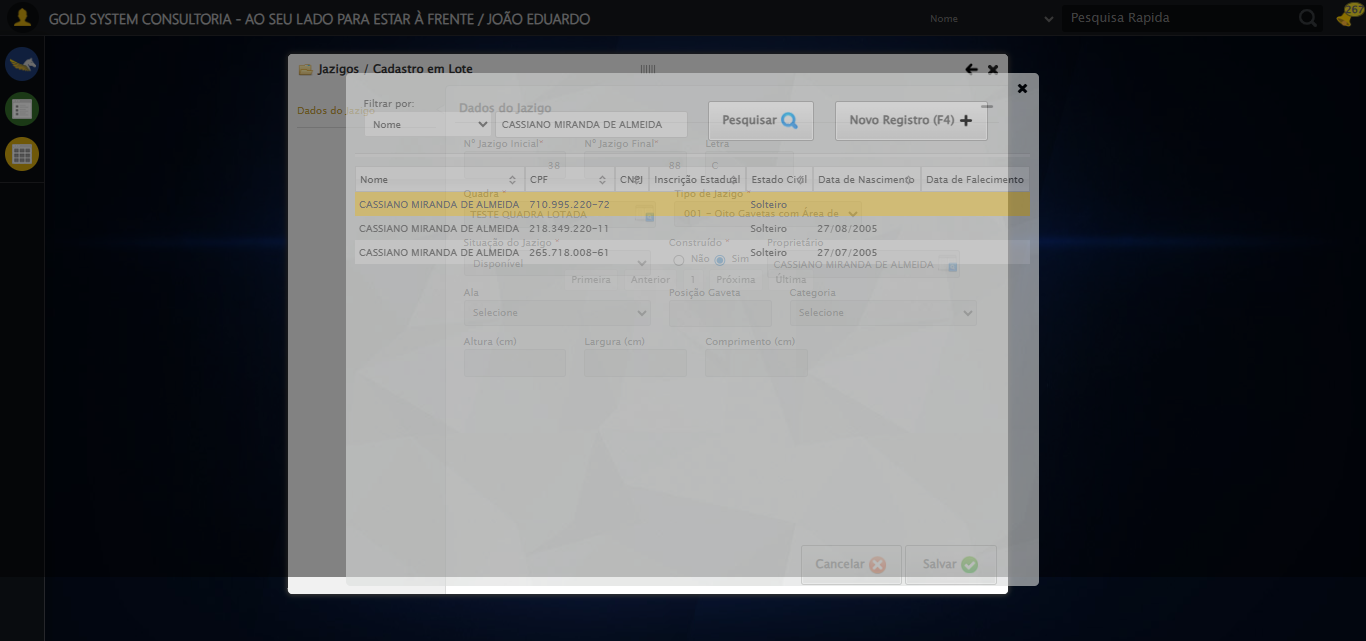 GOLD SYSTEM CONSULTORIA - AO SEU LADO PARA ESTAR À FRENTE / JOÃO EDUARDO
Nome
Pesquisa Rapida
267
Jazigos / Cadastro em Lote
Dados do Jazigo
Filtrar por:
Nome
CASSIANO MIRANDA DE ALMEIDA
Pesquisar
Novo Registro (F4)
Dados do Jazigo
Nº Jazigo Inicial*
Nº Jazigo Final*
Letra
38
88
C
Nome
CPF
CNPJ
Inscrição Estadual
Estado Civil
Data de Nascimento
Data de Falecimento
Quadra *
Tipo de Jazigo *
CASSIANO MIRANDA DE ALMEIDA
710.995.220-72
Solteiro
TESTE QUADRA LOTADA
001 - Oito Gavetas com Área de
CASSIANO MIRANDA DE ALMEIDA
218.349.220-11
Solteiro
27/08/2005
Situação do Jazigo *
Construído *
Proprietário
CASSIANO MIRANDA DE ALMEIDA
265.718.008-61
Solteiro
27/07/2005
Disponível
Não
Sim
CASSIANO MIRANDA DE ALMEIDA
Primeira
Anterior
1
Próxima
Última
Ala
Posição Gaveta
Categoria
Selecione
Selecione
Altura (cm)
Largura (cm)
Comprimento (cm)
Cancelar
Salvar